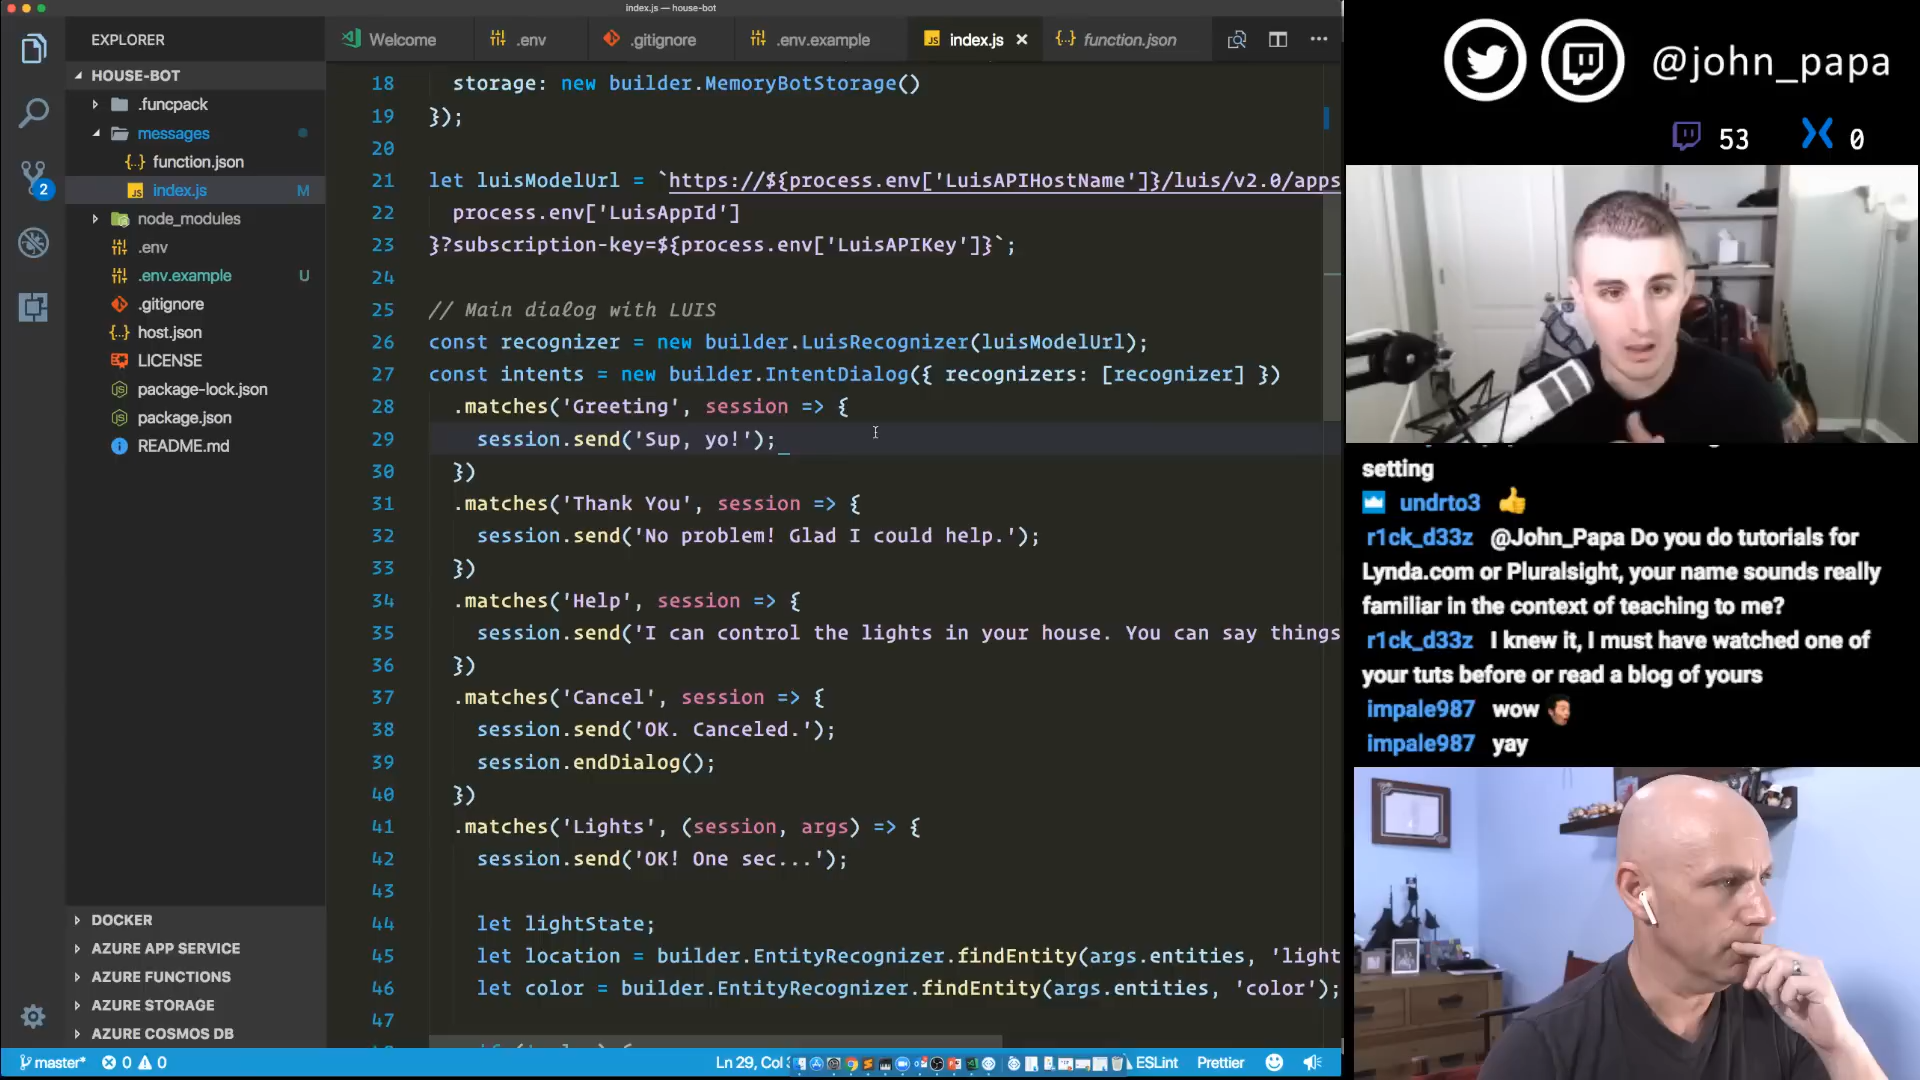 index.js — house-bot
EXPLORER
Welcome
.env
.gitignore
.env.example
index.js
function.json
HOUSE-BOT
.funcpack
messages
function.json
index.js M
node_modules
.env
.env.example U
.gitignore
host.json
LICENSE
package-lock.json
package.json
README.md
DOCKER
AZURE APP SERVICE
AZURE FUNCTIONS
AZURE STORAGE
AZURE COSMOS DB
2
18 storage: new builder.MemoryBotStorage()
19 });
20
21 let luisModelUrl = `https://${process.env['LuisAPIHostName']}/luis/v2.0/apps
22 process.env['LuisAppId']
23 }?subscription-key=${process.env['LuisAPIKey']}`;
24
25 // Main dialog with LUIS
26 const recognizer = new builder.LuisRecognizer(luisModelUrl);
27 const intents = new builder.IntentDialog({ recognizers: [recognizer] })
28 .matches('Greeting', session => {
29 session.send('Sup, yo!');
30 })
31 .matches('Thank You', session => {
32 session.send('No problem! Glad I could help.');
33 })
34 .matches('Help', session => {
35 session.send('I can control the lights in your house. You can say things
36 })
37 .matches('Cancel', session => {
38 session.send('OK. Canceled.');
39 session.endDialog();
40 })
41 .matches('Lights', (session, args) => {
42 session.send('OK! One sec...');
43
44 let lightState;
45 let location = builder.EntityRecognizer.findEntity(args.entities, 'light
46 let color = builder.EntityRecognizer.findEntity(args.entities, 'color');
47
master*
0
0
Ln 29, Col
ESLint
Prettier
@john_papa
53
0
setting
undrto3
r1ck_d33z @John_Papa Do you do tutorials for
Lynda.com or Pluralsight, your name sounds really
familiar in the context of teaching to me?
r1ck_d33z I knew it, I must have watched one of
your tuts before or read a blog of yours
impale987 wow
impale987 yay